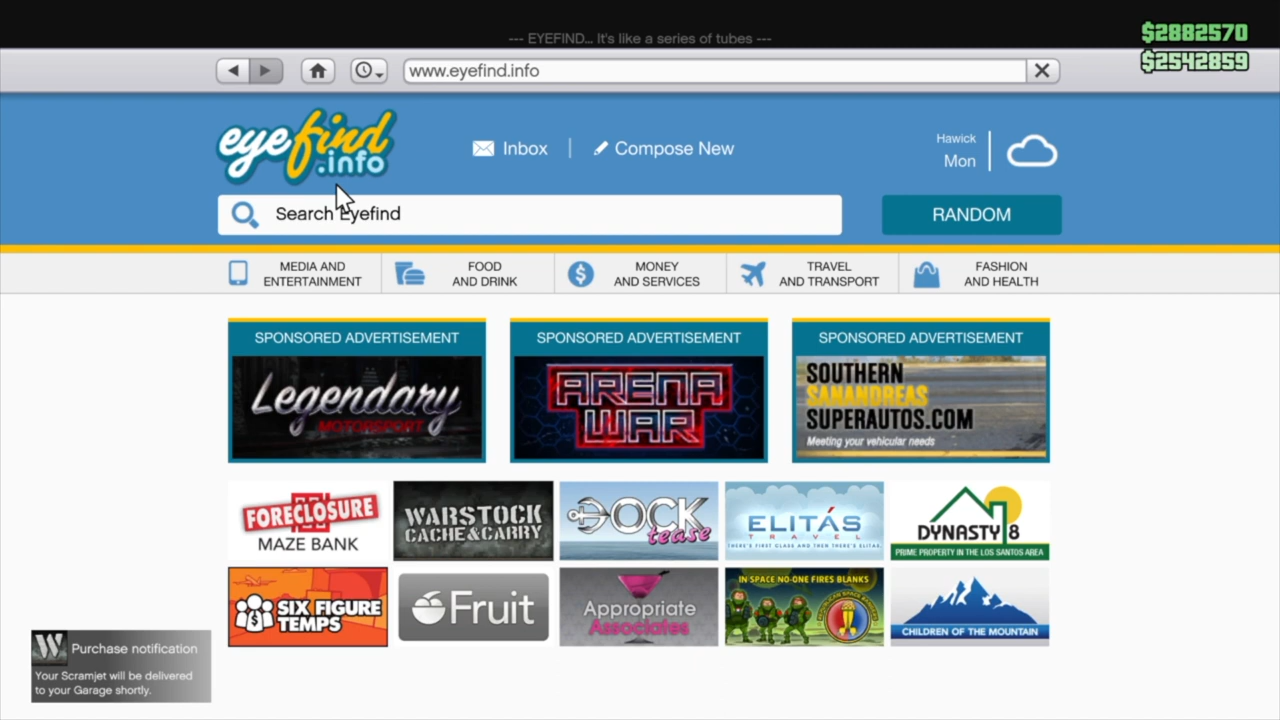 --- EYEFIND... It's like a series of tubes ---
$2882570
$2542859
www.eyefind.info
eyefind
.info
Inbox
Compose New
Hawick
Mon
Search Eyefind
RANDOM
MEDIA AND
ENTERTAINMENT
FOOD
AND DRINK
MONEY
AND SERVICES
TRAVEL
AND TRANSPORT
FASHION
AND HEALTH
SPONSORED ADVERTISEMENT
Legendary
MOTORSPORT
SPONSORED ADVERTISEMENT
ARENA
WAR
SPONSORED ADVERTISEMENT
SOUTHERN
SANANDREAS
SUPERAUTOS.COM
Meeting your vehicular needs
FORECLOSURE
MAZE BANK
WARSTOCK
CACHE&CARRY
DOCK
tease
ELITÁS
TRAVEL
THERE'S FIRST CLASS AND THEN THERE'S ELITAS.
DYNASTY 8
PRIME PROPERTY IN THE LOS SANTOS AREA
SIX FIGURE
TEMPS
Fruit
Appropriate
Associates
IN SPACE NO-ONE FIRES BLANKS
CHILDREN OF THE MOUNTAIN
W
Purchase notification
Your Scramjet will be delivered
to your Garage shortly.